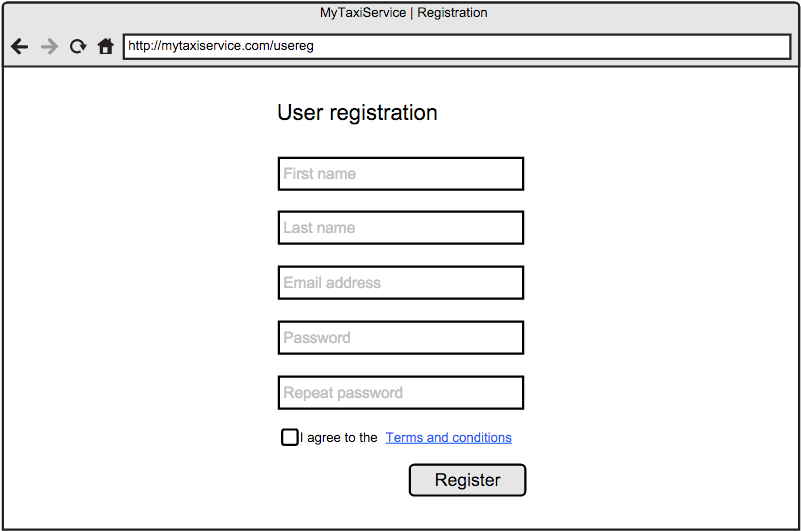 MyTaxiService | Registration
http://mytaxiservice.com/usereg
User registration
First name
Last name
Email address
Password
Repeat password
I agree to the Terms and conditions
Register